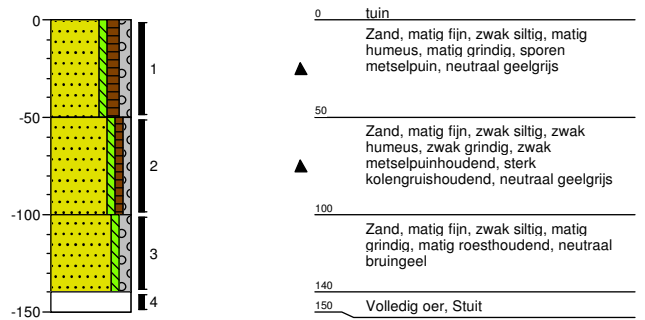 0
-50
-100
-150
1
2
3
4
0 tuin
Zand, matig fijn, zwak siltig, matig
humeus, matig grindig, sporen
metselpuin, neutraal geelgrijs
50
Zand, matig fijn, zwak siltig, zwak
humeus, zwak grindig, zwak
metselpuinhoudend, sterk
kolengruishoudend, neutraal geelgrijs
100
Zand, matig fijn, zwak siltig, matig
grindig, matig roesthoudend, neutraal
bruingeel
140
150 Volledig oer, Stuit